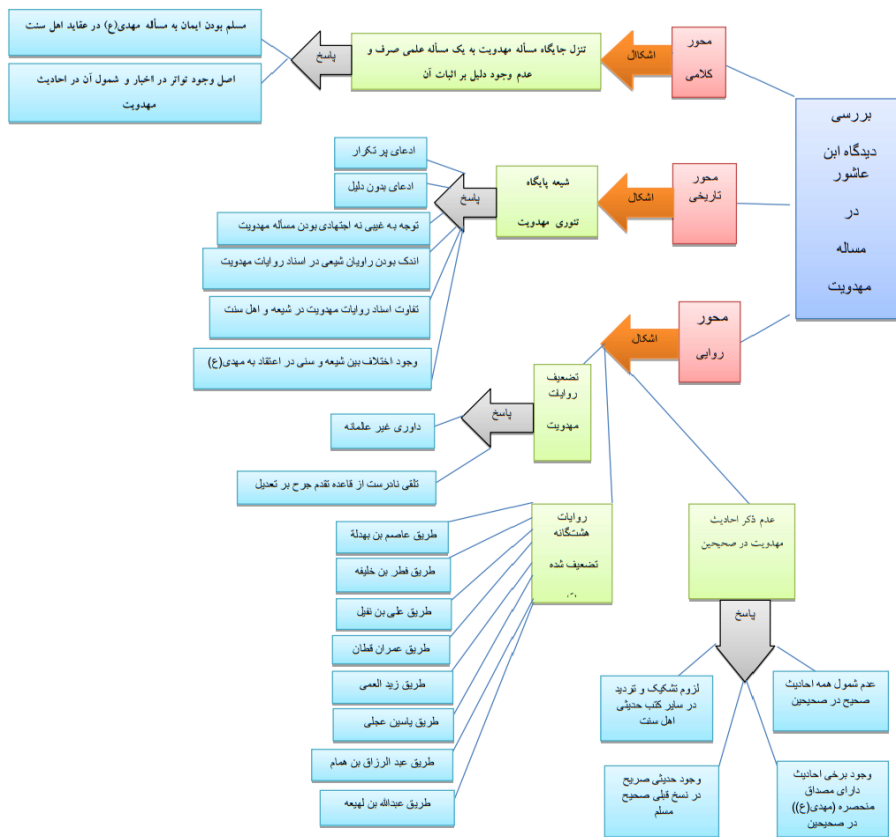 بررسی
دیدگاه ابن
عاشور
در
مساله
مهدویت
محور
کلامی
اشکال
تنزل جایگاه مسأله مهدویت به یک مسأله علمی صرف و
عدم وجود دلیل بر اثبات آن
پاسخ
مسلم بودن ایمان به مسأله مهدی(ع) در عقاید اهل سنت
اصل وجود تواتر در اخبار و شمول آن در احادیث
مهدویت
محور
تاریخی
اشکال
شیعه پایگاه
تئوری مهدویت
پاسخ
ادعای پر تکرار
ادعای بدون دلیل
توجه به غیبی نه اجتهادی بودن مسأله مهدویت
اندک بودن راویان شیعی در اسناد روایات مهدویت
تفاوت اسناد روایات مهدویت در شیعه و اهل سنت
وجود اختلاف بین شیعه و سنی در اعتقاد به مهدی(ع)
محور
روایی
اشکال
تضعیف
روایات
مهدویت
پاسخ
داوری غیر عالمانه
تلقی نادرست از قاعده تقدم جرح بر تعدیل
روایات
هشتگانه
تضعیف شده
طریق عاصم بن بهدلة
طریق فطر بن خلیفه
طریق علی بن نفیل
طریق عمران قطان
طریق زید العمی
طریق یاسین عجلی
طریق عبد الرزاق بن همام
طریق عبدالله بن لهیعه
عدم ذکر احادیث
مهدویت در صحیحین
پاسخ
عدم شمول همه احادیث
صحیح در صحیحین
لزوم تشکیک و تردید
در سایر کتب حدیثی
اهل سنت
وجود برخی احادیث
دارای مصداق
منحصره (مهدی(ع))
در صحیحین
وجود حدیثی صریح
در نسخ قبلی صحیح
مسلم